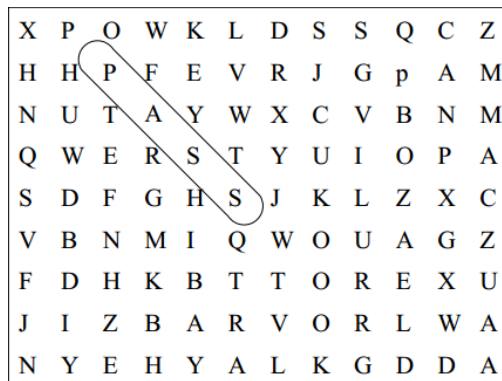 X P O W K L D S S Q C Z
H H P F E V R J G p A M
N U T A Y W X C V B N M
Q W E R S T Y U I O P A
S D F G H S J K L Z X C
V B N M I Q W O U A G Z
F D H K B T T O R E X U
J I Z B A R V O R L W A
N Y E H Y A L K G D D A